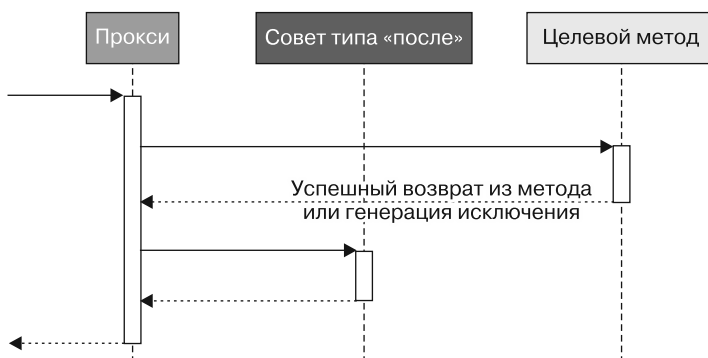 Прокси
Совет типа «после»
Целевой метод
Успешный возврат из метода
или генерация исключения